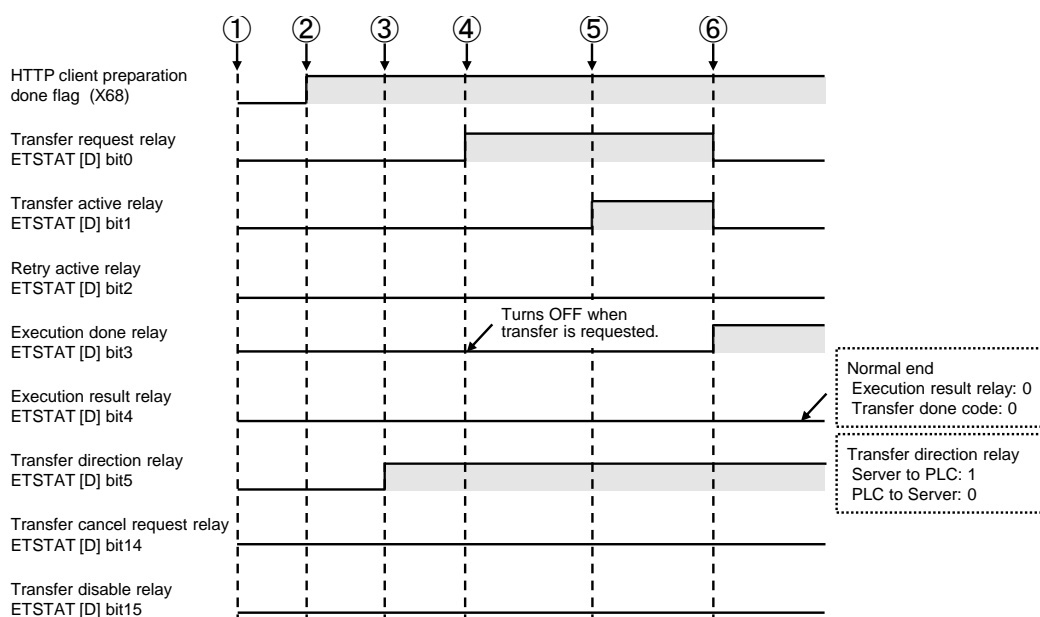 ① ② ③ ④ ⑤ ⑥
HTTP client preparation
done flag (X68)
Transfer request relay
ETSTAT [D] bit0
Transfer active relay
ETSTAT [D] bit1
Retry active relay
ETSTAT [D] bit2
Turns OFF when
transfer is requested.
Execution done relay
ETSTAT [D] bit3
Execution result relay
ETSTAT [D] bit4
Normal end
Execution result relay: 0
Transfer done code: 0
Transfer direction relay
ETSTAT [D] bit5
Transfer direction relay
Server to PLC: 1
PLC to Server: 0
Transfer cancel request relay
ETSTAT [D] bit14
Transfer disable relay
ETSTAT [D] bit15